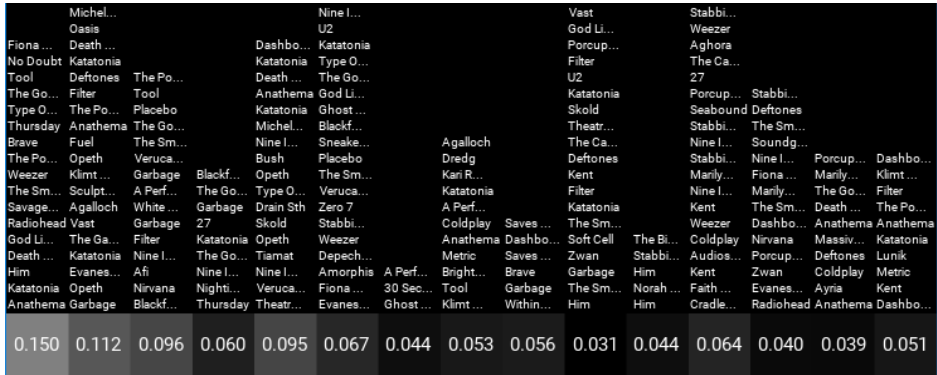 Michel... Nine I... Vast Stabbi...
Oasis U2 God Li... Weezer
Fiona ... Death ... Dashbo... Katatonia Porcup... Aghora
No Doubt Katatonia Katatonia Type O... Filter The Ca...
Tool Deftones The Po... Death ... The Go... U2 27
The Go... Filter Tool Anathema God Li... Katatonia Porcup... Stabbi...
Type O... The Po... Placebo Katatonia Ghost ... Skold Seabound Deftones
Thursday Anathema The Go... Michel... Blackf... Theatr... Stabbi... The Sm...
Brave Fuel The Sm... Nine I... Sneake... Agalloch The Ca... Nine I... Soundg...
The Po... Opeth Veruca... Bush Placebo Dredg Deftones Stabbi... Nine I... Porcup... Dashbo...
Weezer Klimt ... Garbage Blackf... Opeth The Sm... Kari R... Kent Marily... Fiona ... Marily... Klimt ...
The Sm... Sculpt... A Perf... The Go... Type O... Veruca... Katatonia Filter Nine I... Marily... The Go... Filter
Savage... Agalloch White ... Garbage Drain Sth Zero 7 A Perf... Katatonia Kent The Sm... Death ... The Po...
Radiohead Vast Garbage 27 Skold Stabbi... Coldplay Saves ... The Sm... Weezer Dashbo... Anathema Anathema
God Li... The Ga... Filter Katatonia Opeth Weezer Anathema Dashbo... Soft Cell The Bi... Coldplay Nirvana Massiv... Katatonia
Death ... Katatonia Nine I... The Go... Tiamat Depech... Metric Saves ... Zwan Stabbi... Audios... Porcup... Deftones Lunik
Him Evanes... Afi Nine I... Nine I... Amorphis A Perf... Bright... Brave Garbage Him Kent Zwan Coldplay Metric
Katatonia Opeth Nirvana Nighti... Veruca... Fiona ... 30 Sec... Tool Garbage The Sm... Norah ... Faith ... Evanes... Ayria Kent
Anathema Garbage Blackf... Thursday Theatr... Evanes... Ghost ... Klimt ... Within... Him Him Cradle... Radiohead Anathema Dashbo...
0.150 0.112 0.096 0.060 0.095 0.067 0.044 0.053 0.056 0.031 0.044 0.064 0.040 0.039 0.051